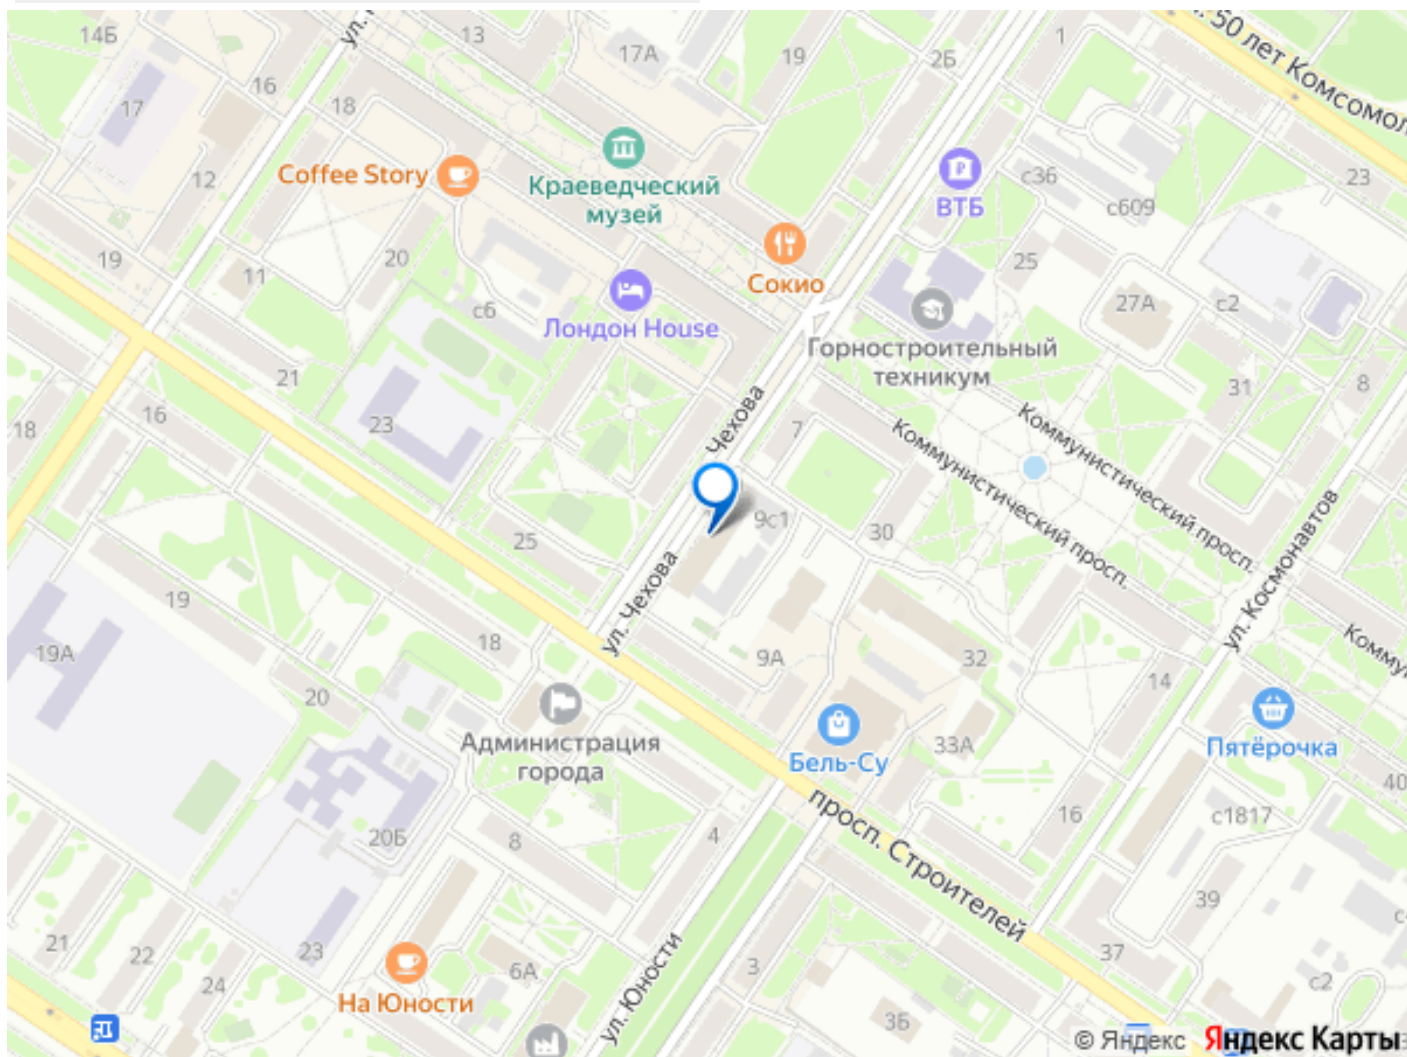 14Б
13
17А
19
2Б
1
50 лет Комсомол
17
16
18
12
Coffee Story
Краеведческий
музей
ВТБ
с36
с609
23
19
11
20
с6
Сокио
25
27А
с2
Лондон House
Горностроительный
техникум
21
16
23
18
31
8
Чехова
7
Коммунистический просп.
Коммунистический просп.
25
9с1
30
ул. Чехова
ул. Космонавтов
19
19А
18
20
9А
32
14
Администрация
города
Бель-Су
33А
Пятёрочка
40
просп. Строителей
20Б
8
4
16
с1817
39
21
22
24
23
6А
3
37
с2
На Юности
ул. Юности
3Б
© Яндекс Яндекс Карты